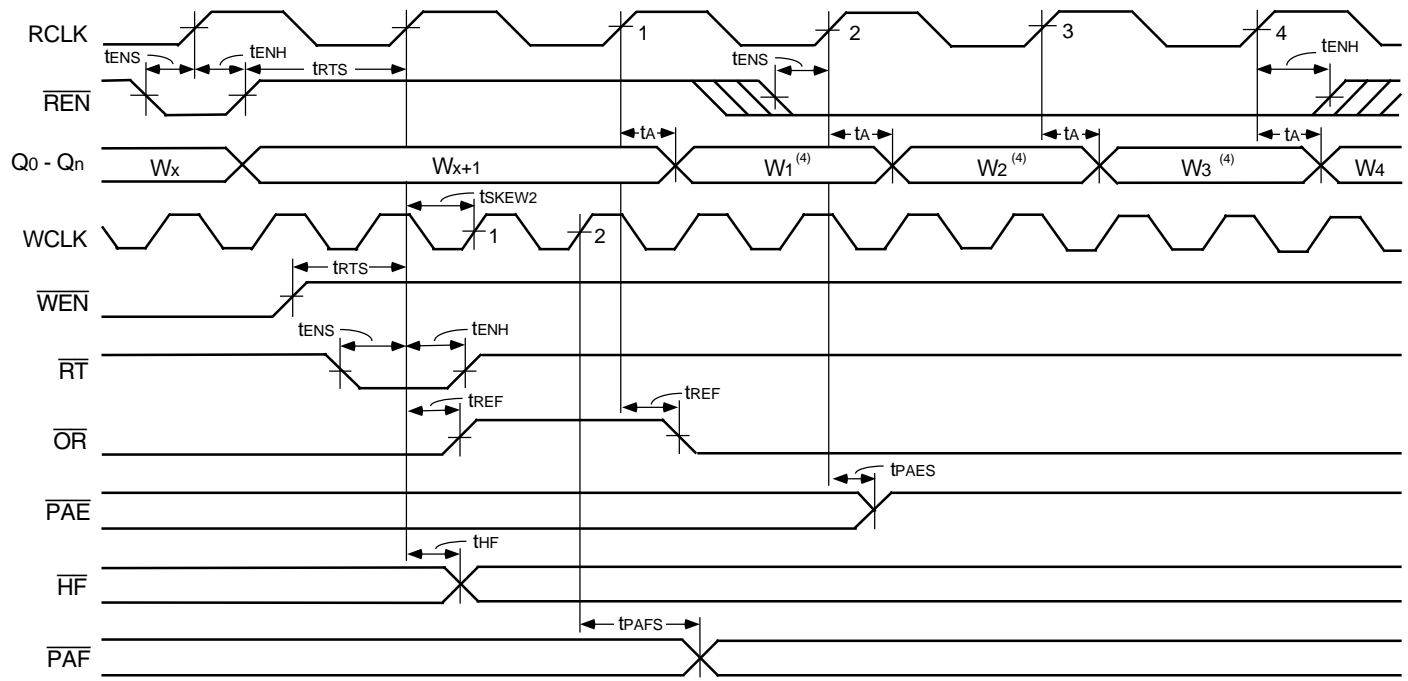 RCLK
1
2
3
4
tENS
tENH
tRTS
tENS
tENH
REN
tA
tA
tA
tA
Q0 - Qn
Wx
Wx+1
W1 (4)
W2 (4)
W3 (4)
W4
tSKEW2
WCLK
1
2
tRTS
WEN
tENS
tENH
RT
tREF
tREF
OR
tPAES
PAE
tHF
HF
tPAFS
PAF